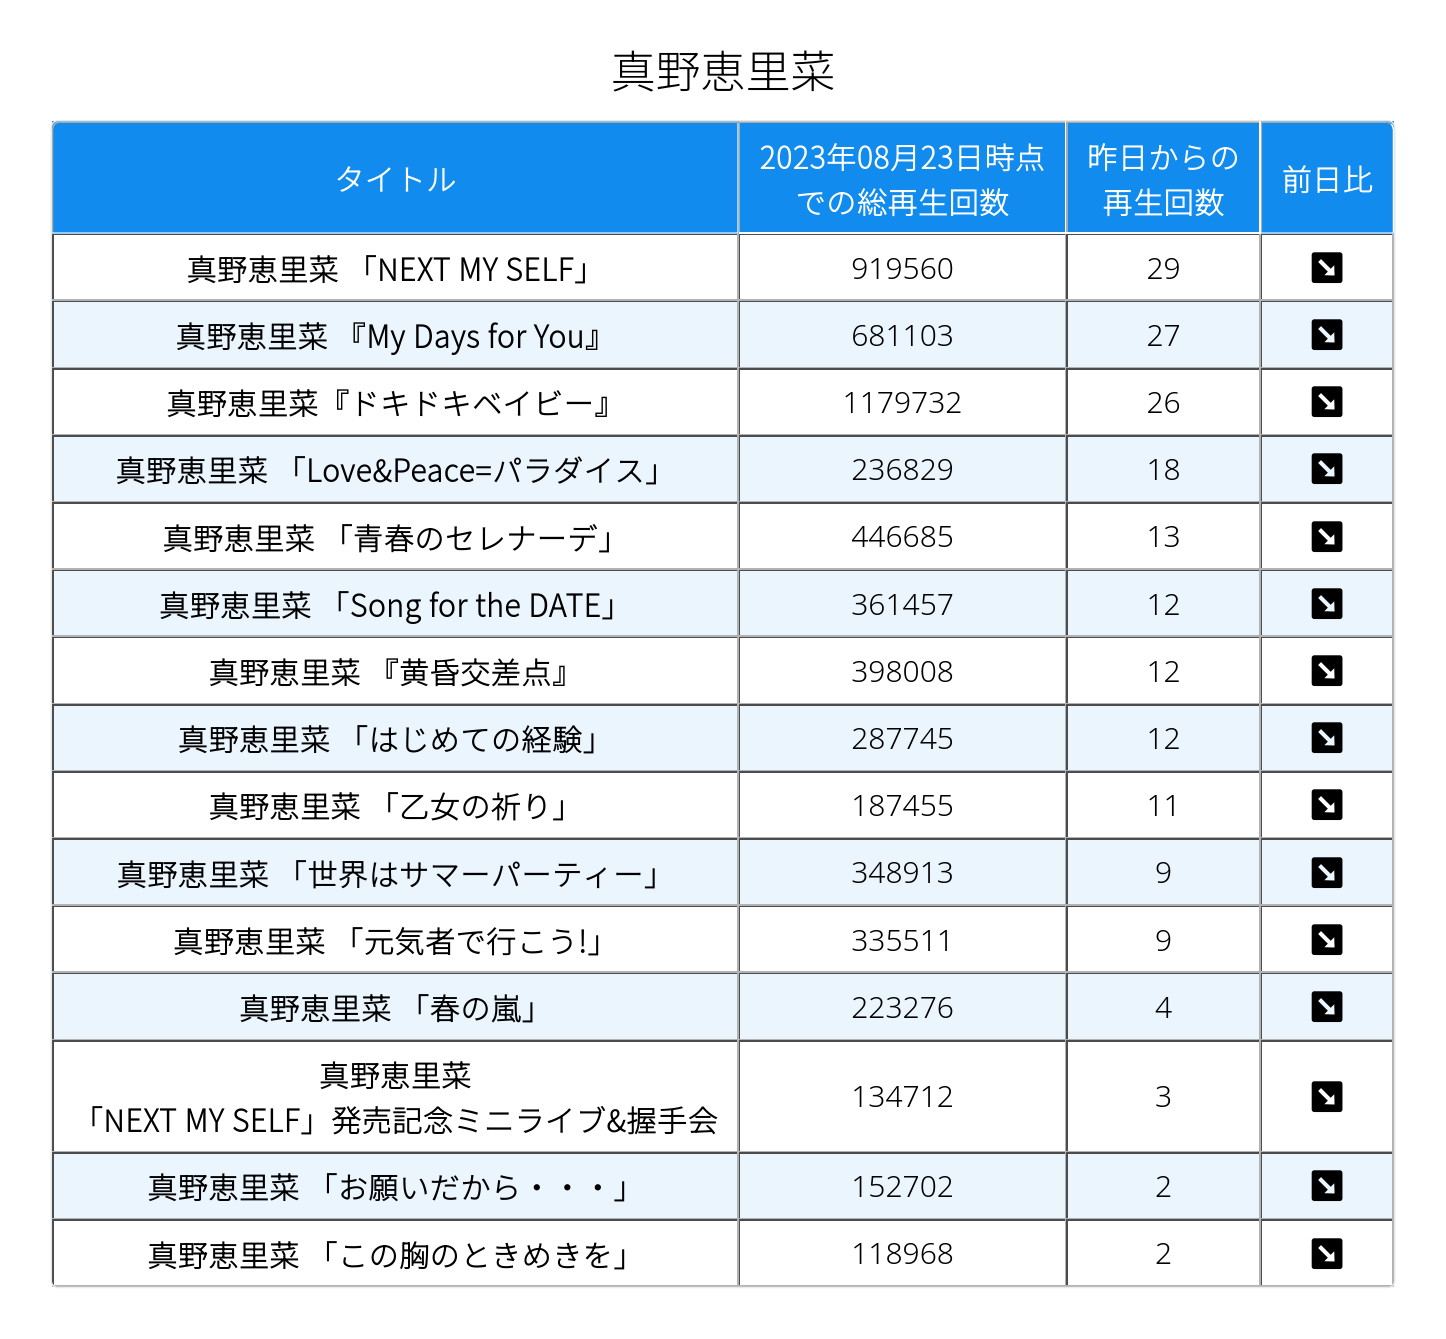 真野恵里菜
タイトル
2023年08月23日時点
での総再生回数
昨日からの
再生回数
前日比
真野恵里菜 「NEXT MY SELF」 919560 29 ↘
真野恵里菜 『My Days for You』 681103 27 ↘
真野恵里菜『ドキドキベイビー』 1179732 26 ↘
真野恵里菜 「Love&Peace=パラダイス」 236829 18 ↘
真野恵里菜 「青春のセレナーデ」 446685 13 ↘
真野恵里菜 「Song for the DATE」 361457 12 ↘
真野恵里菜 『黄昏交差点』 398008 12 ↘
真野恵里菜 「はじめての経験」 287745 12 ↘
真野恵里菜 「乙女の祈り」 187455 11 ↘
真野恵里菜 「世界はサマーパーティー」 348913 9 ↘
真野恵里菜 「元気者で行こう!」 335511 9 ↘
真野恵里菜 「春の嵐」 223276 4 ↘
真野恵里菜
「NEXT MY SELF」発売記念ミニライブ&握手会 134712 3 ↘
真野恵里菜 「お願いだから・・・」 152702 2 ↘
真野恵里菜 「この胸のときめきを」 118968 2 ↘